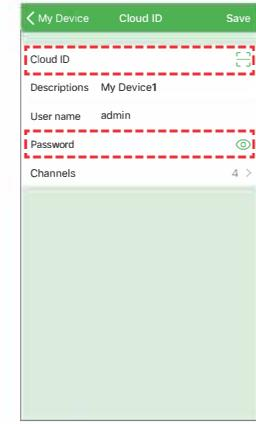 My Device Cloud ID Save
Cloud ID
Descriptions My Device1
User name admin
Password
Channels 4